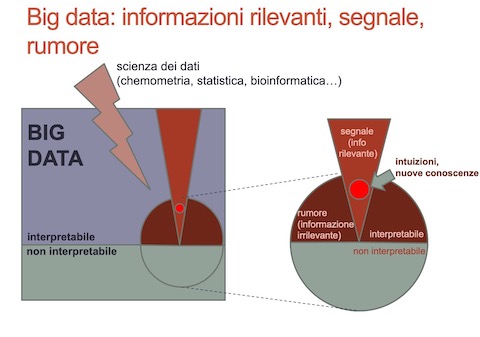 Big data: informazioni rilevanti, segnale,
rumore
scienza dei dati
(chemometria, statistica, bioinformatica…)
BIG
DATA
interpretabile
non interpretabile
segnale
(info
rilevante)
intuizioni,
nuove conoscenze
rumore
(informazione
irrilevante)
interpretabile
non interpretabile